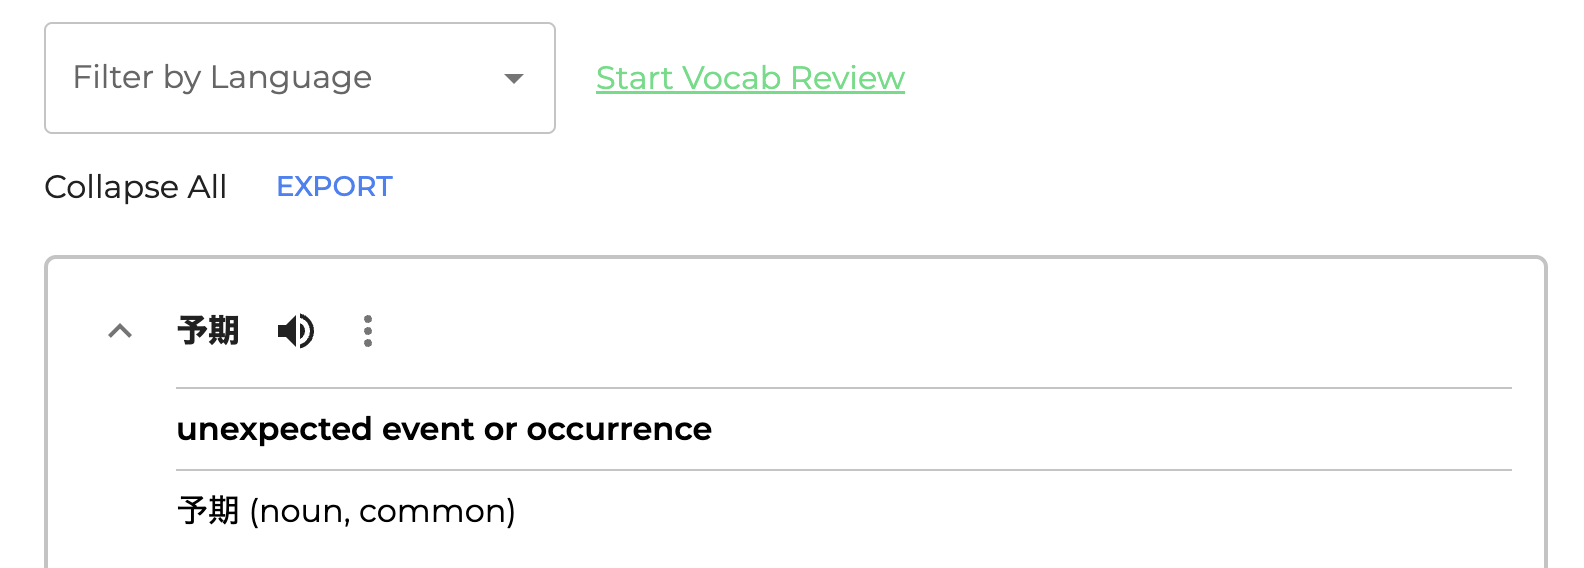 Filter by Language
Start Vocab Review
Collapse All
EXPORT
予期
unexpected event or occurrence
予期 (noun, common)